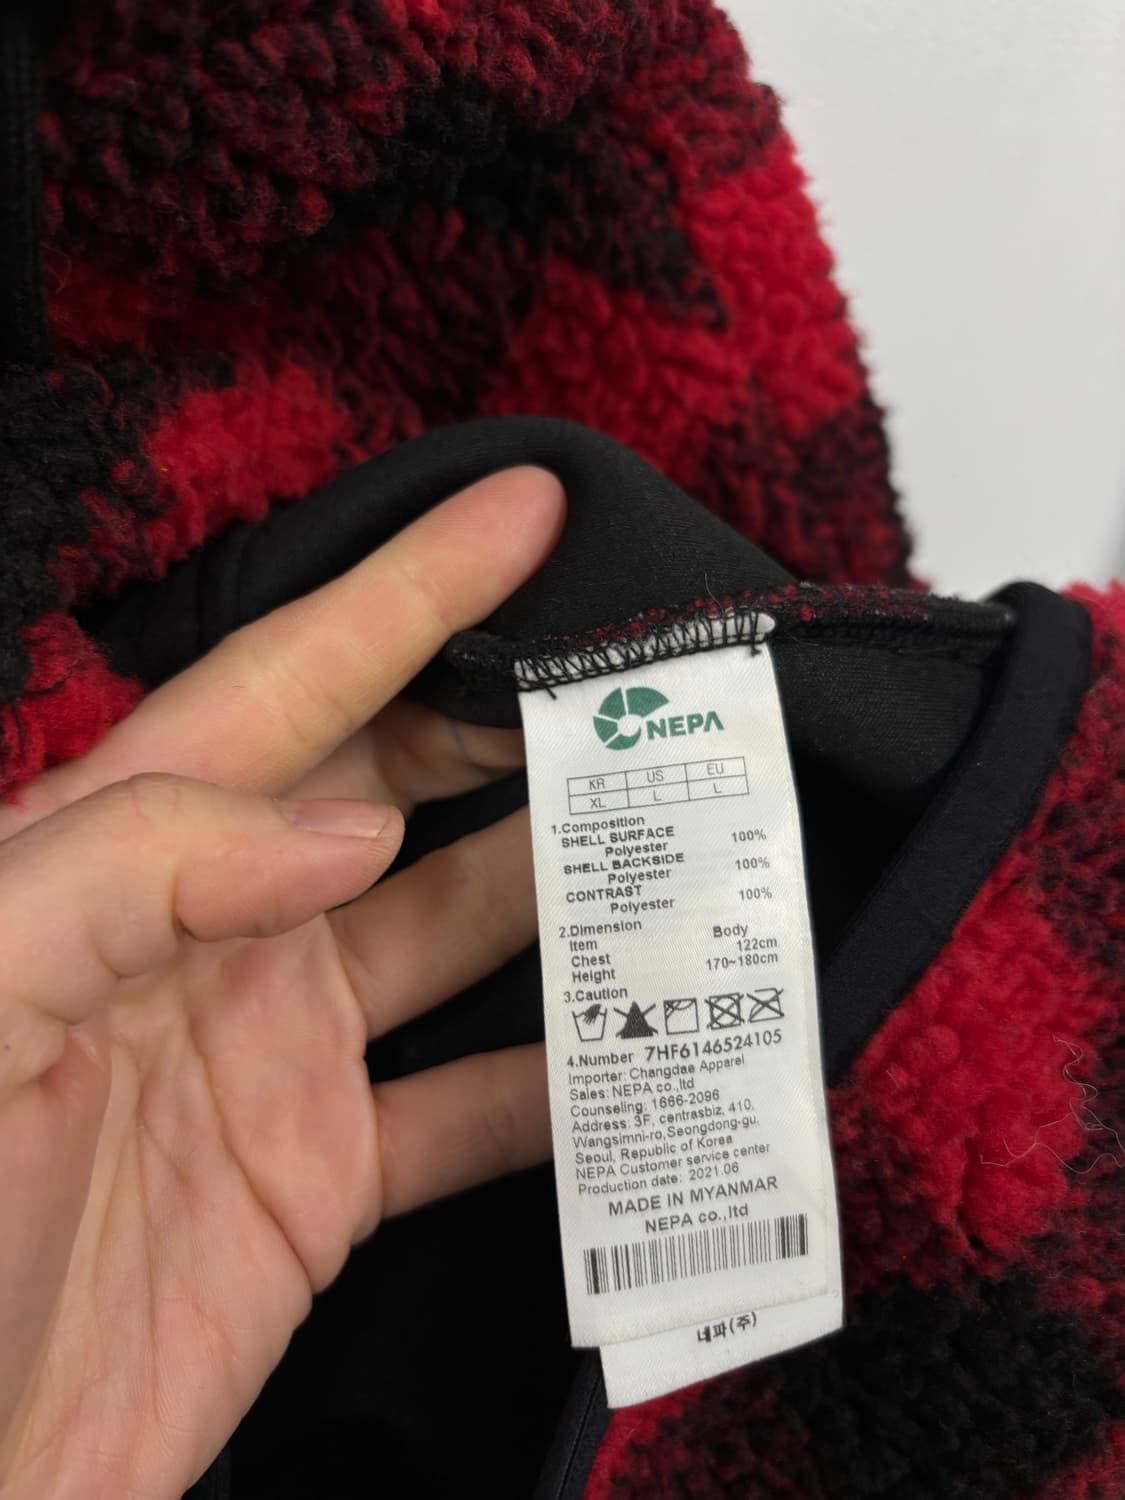 NEPA
KR US EU
XL L L
1.Composition
SHELL SURFACE 100%
Polyester
SHELL BACKSIDE 100%
Polyester
CONTRAST 100%
Polyester
2.Dimension
Item Body
Chest 122cm
Height 170~180cm
3.Caution
4.Number 7HF6146524105
Importer: Changdae Apparel
Sales: NEPA co.,ltd
Counseling: 1666-2096
Address: 3F, centrasbiz, 410,
Wangsimni-ro,Seongdong-gu,
Seoul, Republic of Korea
NEPA Customer service center
Production date: 2021.06
MADE IN MYANMAR
NEPA co.,ltd
네파(주)